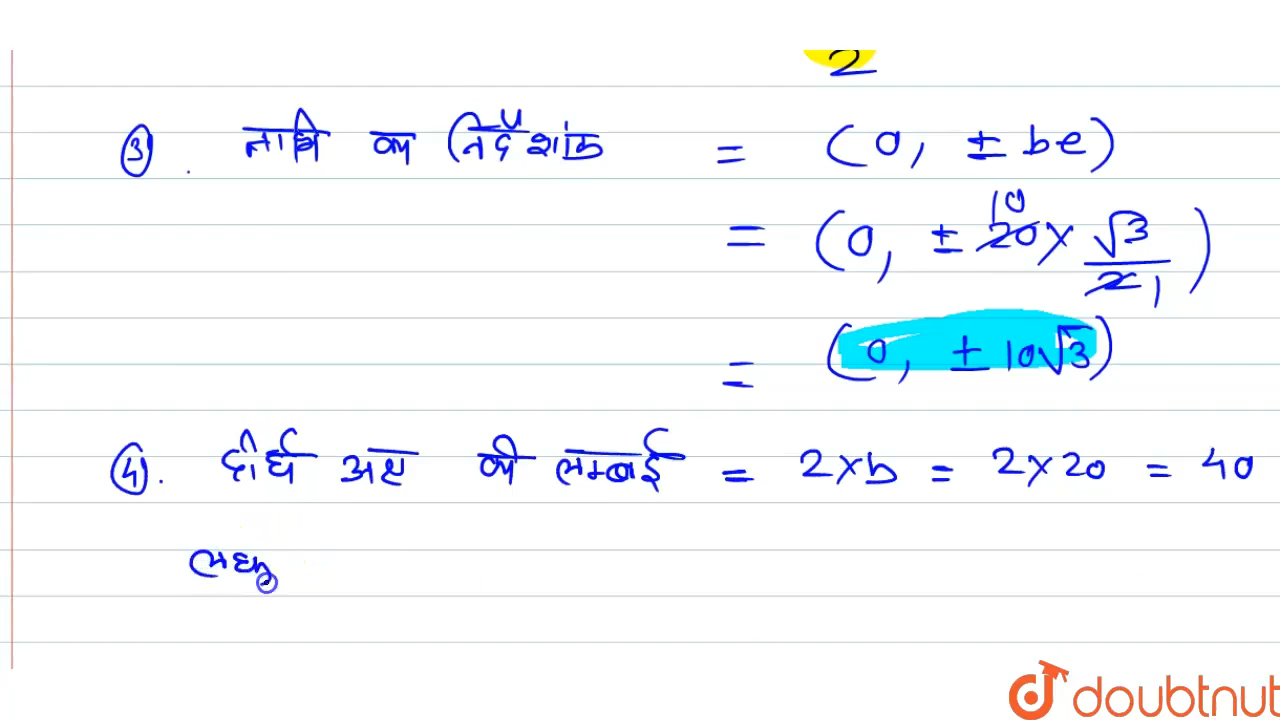 2
③. नाभि का निर्देशांक = (0, ± be)
= (0, ± 20 10 × √3/2 1)
= (0, ± 10√3)
④. दीर्घ अक्ष की लम्बाई = 2×b = 2×20 = 40
लघु
doubtnut